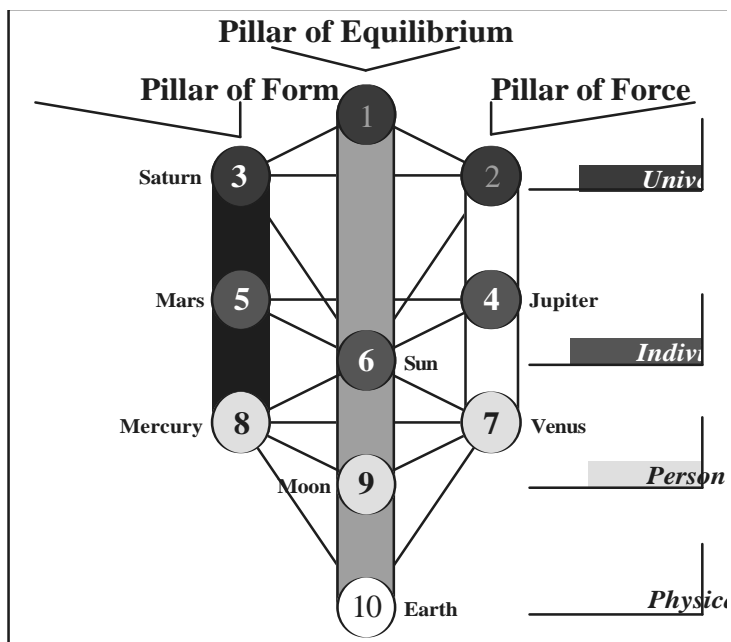 Pillar of Equilibrium
Pillar of Form
Pillar of Force
1
Saturn 3 2
Mars 5 4 Jupiter
6 Sun
Mercury 8 7 Venus
Moon 9
10 Earth